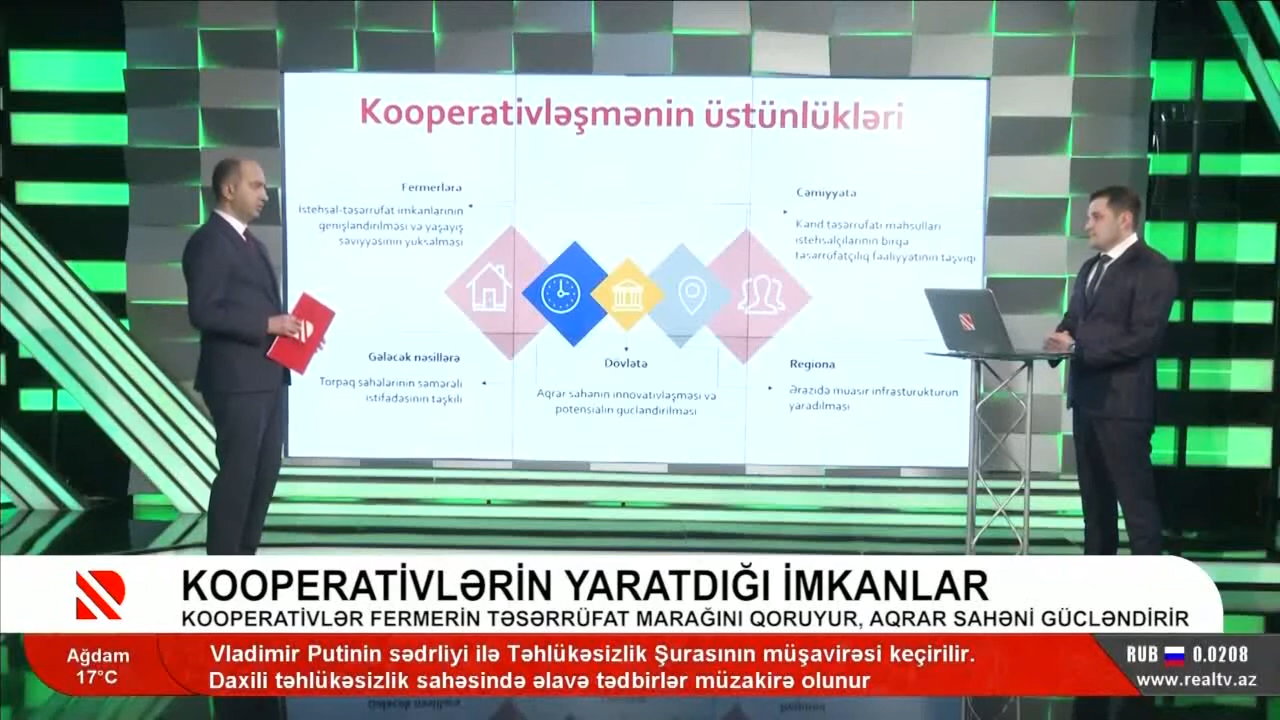 Kooperativləşmənin üstünlükləri
Fermerlərə
İstehsal-təsərrüfat imkanlarının
genişləndirilməsi və yaşayış
səviyyəsinin yüksəlməsi
Cəmiyyətə
Kənd təsərrüfatı məhsulları
istehsalçılarının birgə
təsərrüfatçılıq fəaliyyətinin təşviqi
Gələcək nəsillərə
Torpaq sahələrinin səmərəli
istifadəsinin təşkili
Dövlətə
Aqrar sahənin innovativləşməsi və
potensialın gücləndirilməsi
Regiona
Ərazidə müasir infrasturukturun
yaradılması
KOOPERATİVLƏRİN YARATDIĞI İMKANLAR
KOOPERATİVLƏR FERMERİN TƏSƏRRÜFAT MARAĞINI QORUYUR, AQRAR SAHƏNİ GÜCLƏNDİRİR
Ağdam
17°C
Vladimir Putinin sədrliyi ilə Təhlükəsizlik Şurasının müşavirəsi keçirilir.
Daxili təhlükəsizlik sahəsində əlavə tədbirlər müzakirə olunur
RUB 0.0208
www.realtv.az